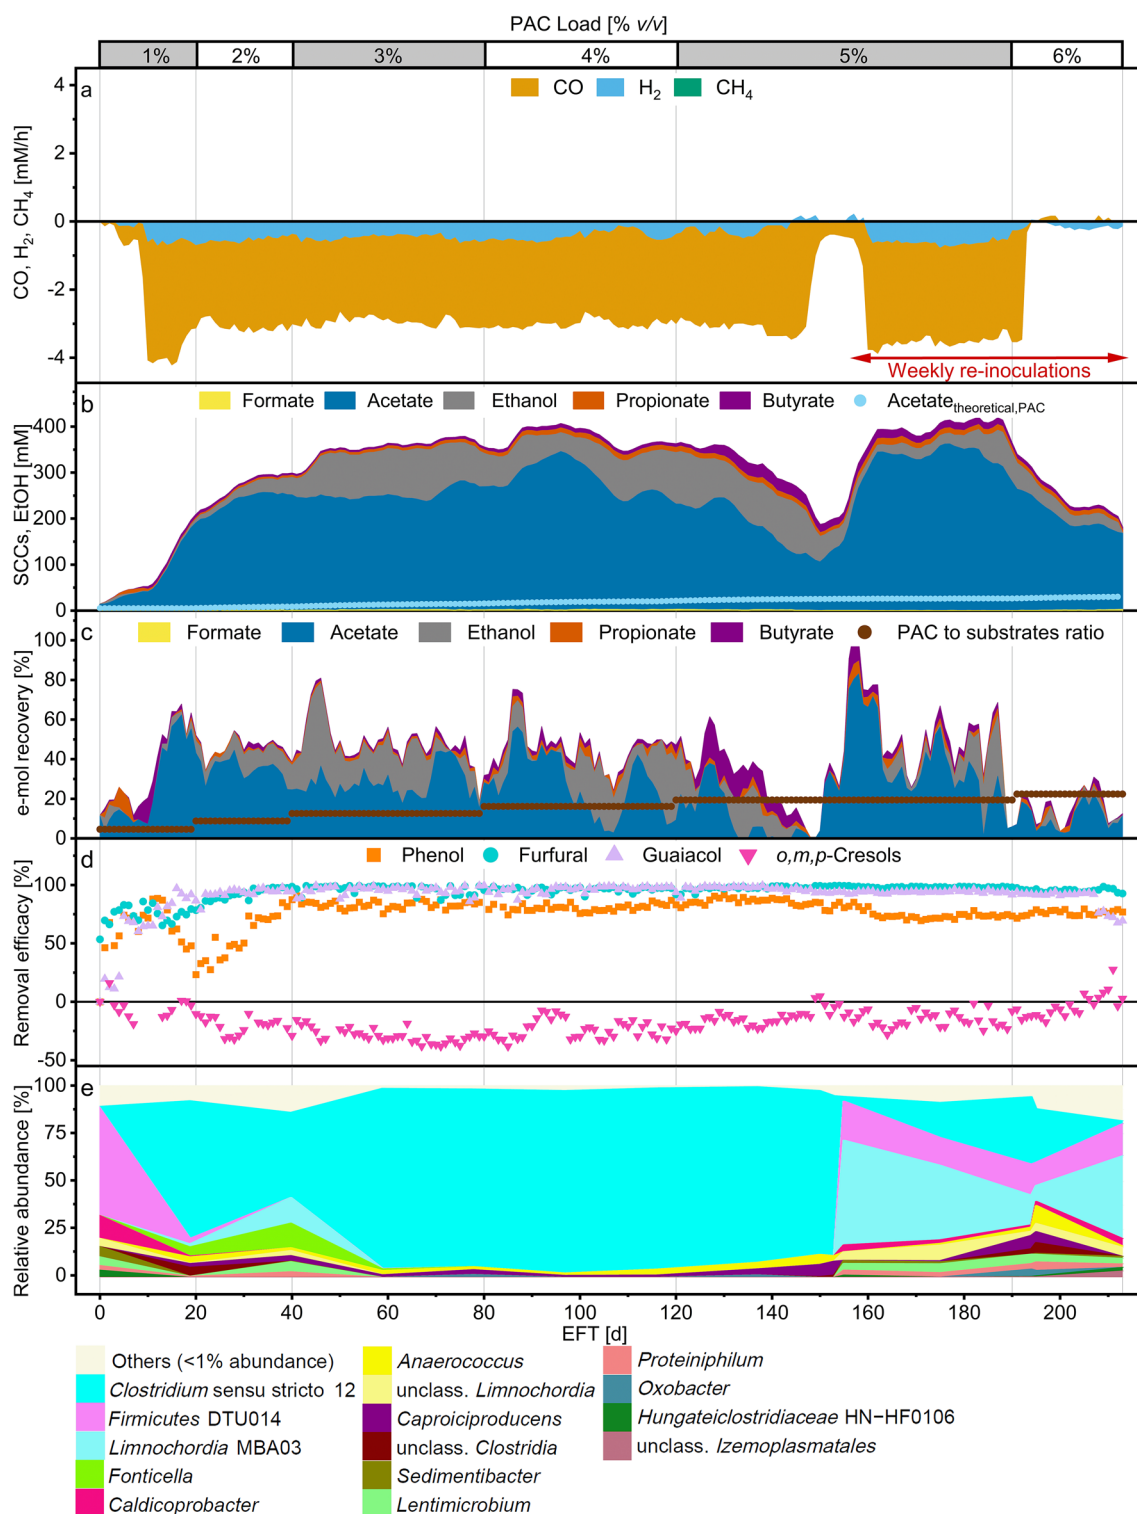 PAC Load [% v/v]
1% 2% 3% 4% 5% 6%
a
CO H₂ CH₄
CO, H₂, CH₄ [mM/h]
4
2
0
-2
-4
Weekly re-inoculations
b
Formate Acetate Ethanol Propionate Butyrate Acetate theoretical,PAC
SCCs, EtOH [mM]
400
300
200
100
0
c
Formate Acetate Ethanol Propionate Butyrate PAC to substrates ratio
e-mol recovery [%]
100
80
60
40
20
0
d
Phenol Furfural Guaiacol o,m,p-Cresols
Removal efficacy [%]
100
50
0
-50
e
Relative abundance [%]
100
75
50
25
0
0 20 40 60 80 100 120 140 160 180 200
EFT [d]
Others (<1% abundance)
Clostridium sensu stricto 12
Firmicutes DTU014
Limnochordia MBA03
Fonticella
Caldicoprobacter
Anaerococcus
unclass. Limnochordia
Caproiciproducens
unclass. Clostridia
Sedimentibacter
Lentimicrobium
Proteiniphilum
Oxobacter
Hungateiclostridiaceae HN−HF0106
unclass. Izemoplasmatales